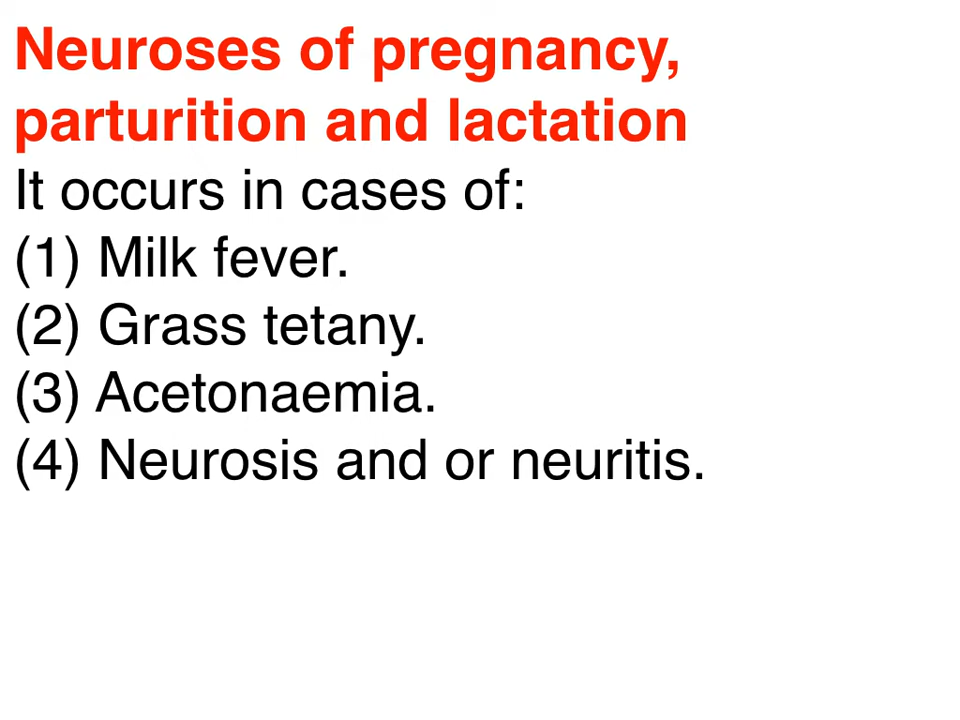 Neuroses of pregnancy,
parturition and lactation
It occurs in cases of:
(1) Milk fever.
(2) Grass tetany.
(3) Acetonaemia.
(4) Neurosis and or neuritis.